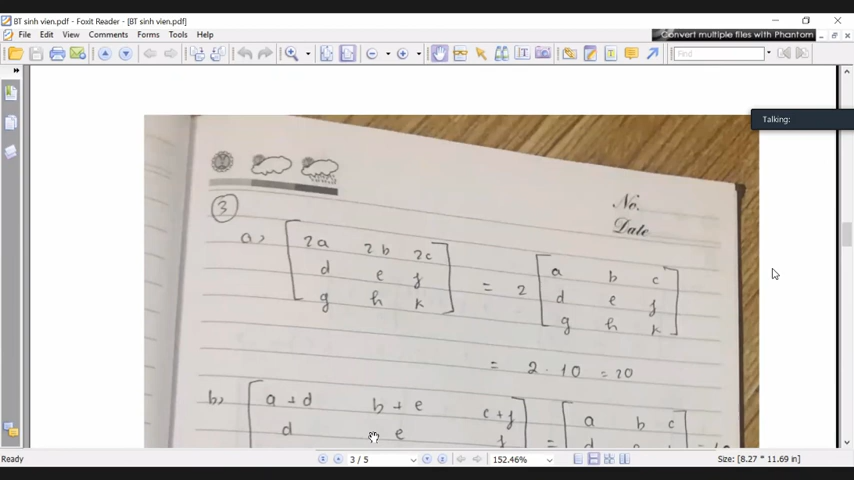 BT sinh vien.pdf - Foxit Reader - [BT sinh vien.pdf]
File Edit View Comments Forms Tools Help
Convert multiple files with Phantom
Find
Talking:
No.
Date
3
a) [ 2a 2b 2c
d e f
g h k ] = 2 [ a b c
d e f
g h k ]
= 2 . 10 = 20
b) [ a + d b + e c + f
d e f ] = [ a b c
Ready 3 / 5 152.46% Size: [8.27 * 11.69 in]